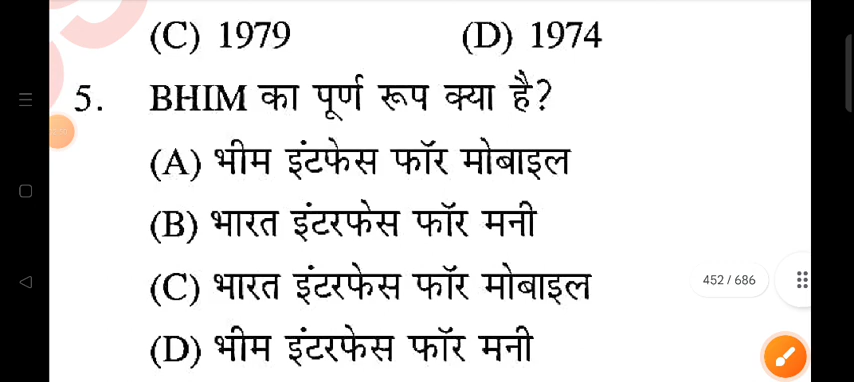 (C) 1979 (D) 1974
5. BHIM का पूर्ण रूप क्या है?
(A) भीम इंटफेस फॉर मोबाइल
(B) भारत इंटरफेस फॉर मनी
(C) भारत इंटरफेस फॉर मोबाइल
452 / 686
(D) भीम इंटरफेस फॉर मनी